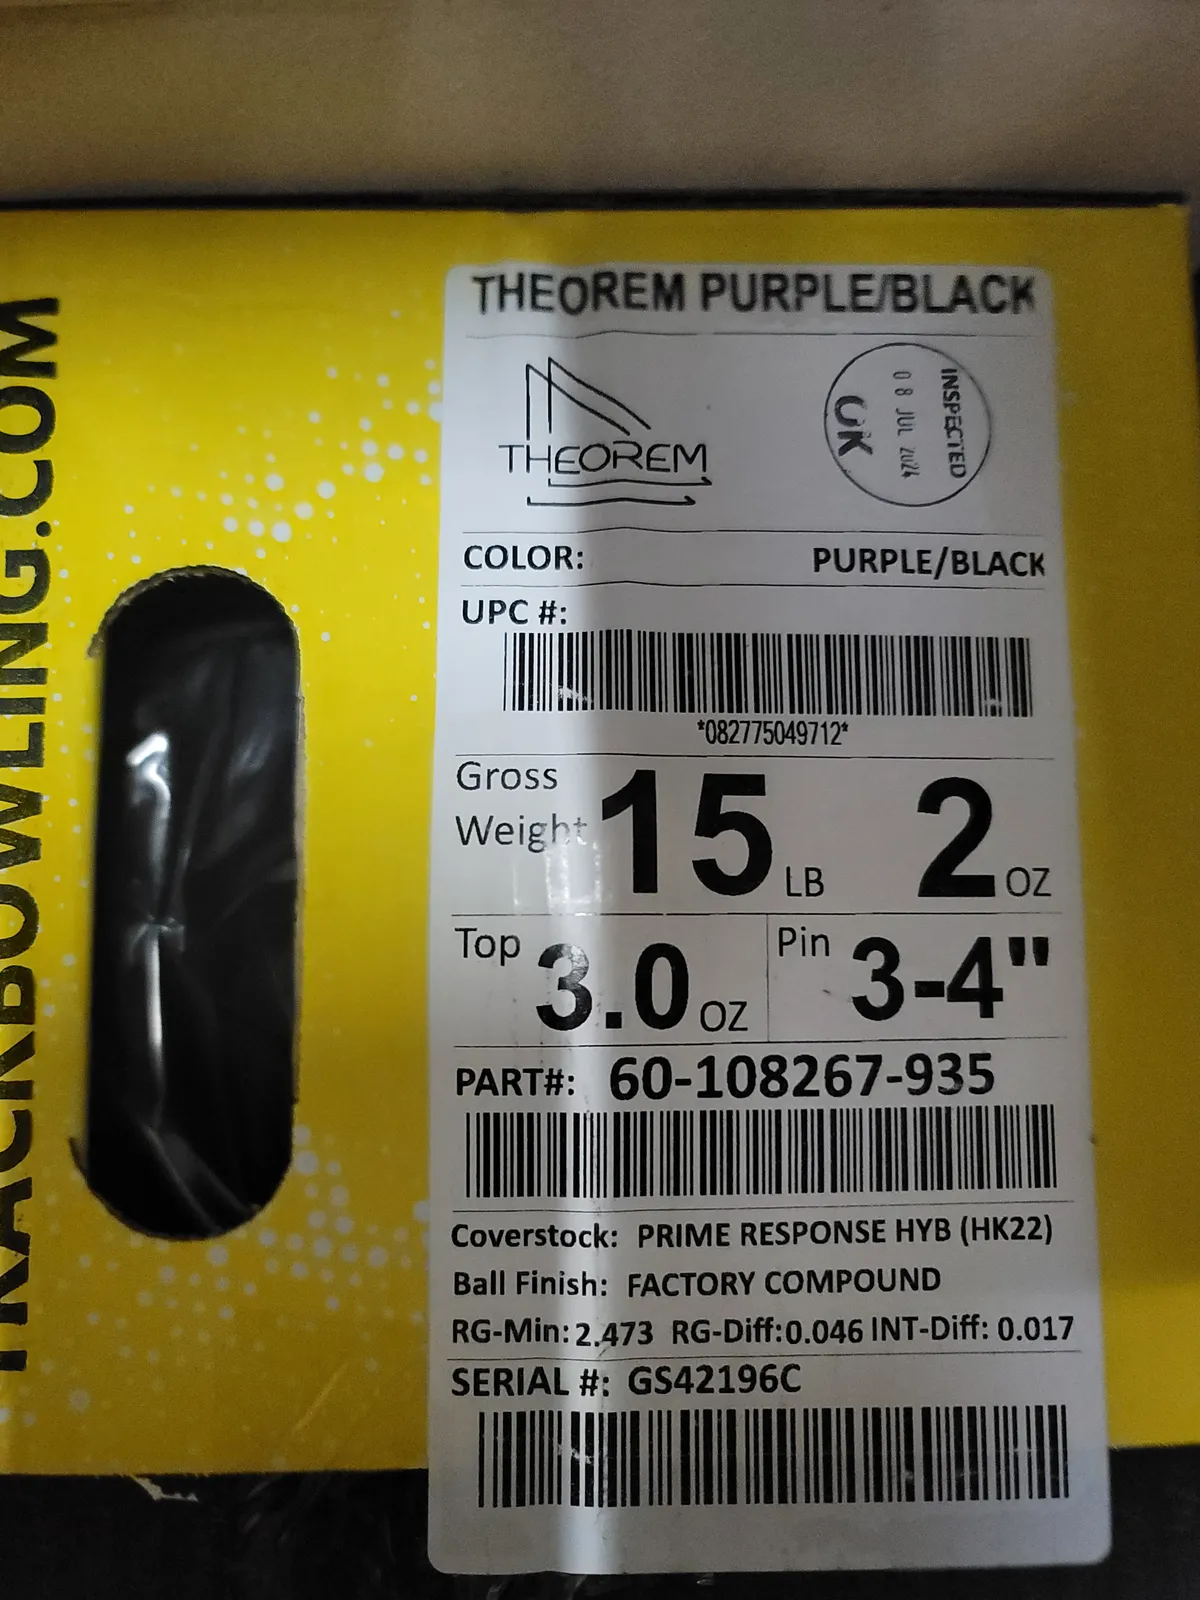 TRACKBOWLING.COM
THEOREM PURPLE/BLACK
THEOREM
INSPECTED
08 JUL 2024
UK
COLOR: PURPLE/BLACK
UPC #:
*082775049712*
Gross Weight 15 LB 2 OZ
Top 3.0 OZ Pin 3-4"
PART#: 60-108267-935
Coverstock: PRIME RESPONSE HYB (HK22)
Ball Finish: FACTORY COMPOUND
RG-Min: 2.473 RG-Diff: 0.046 INT-Diff: 0.017
SERIAL #: GS42196C